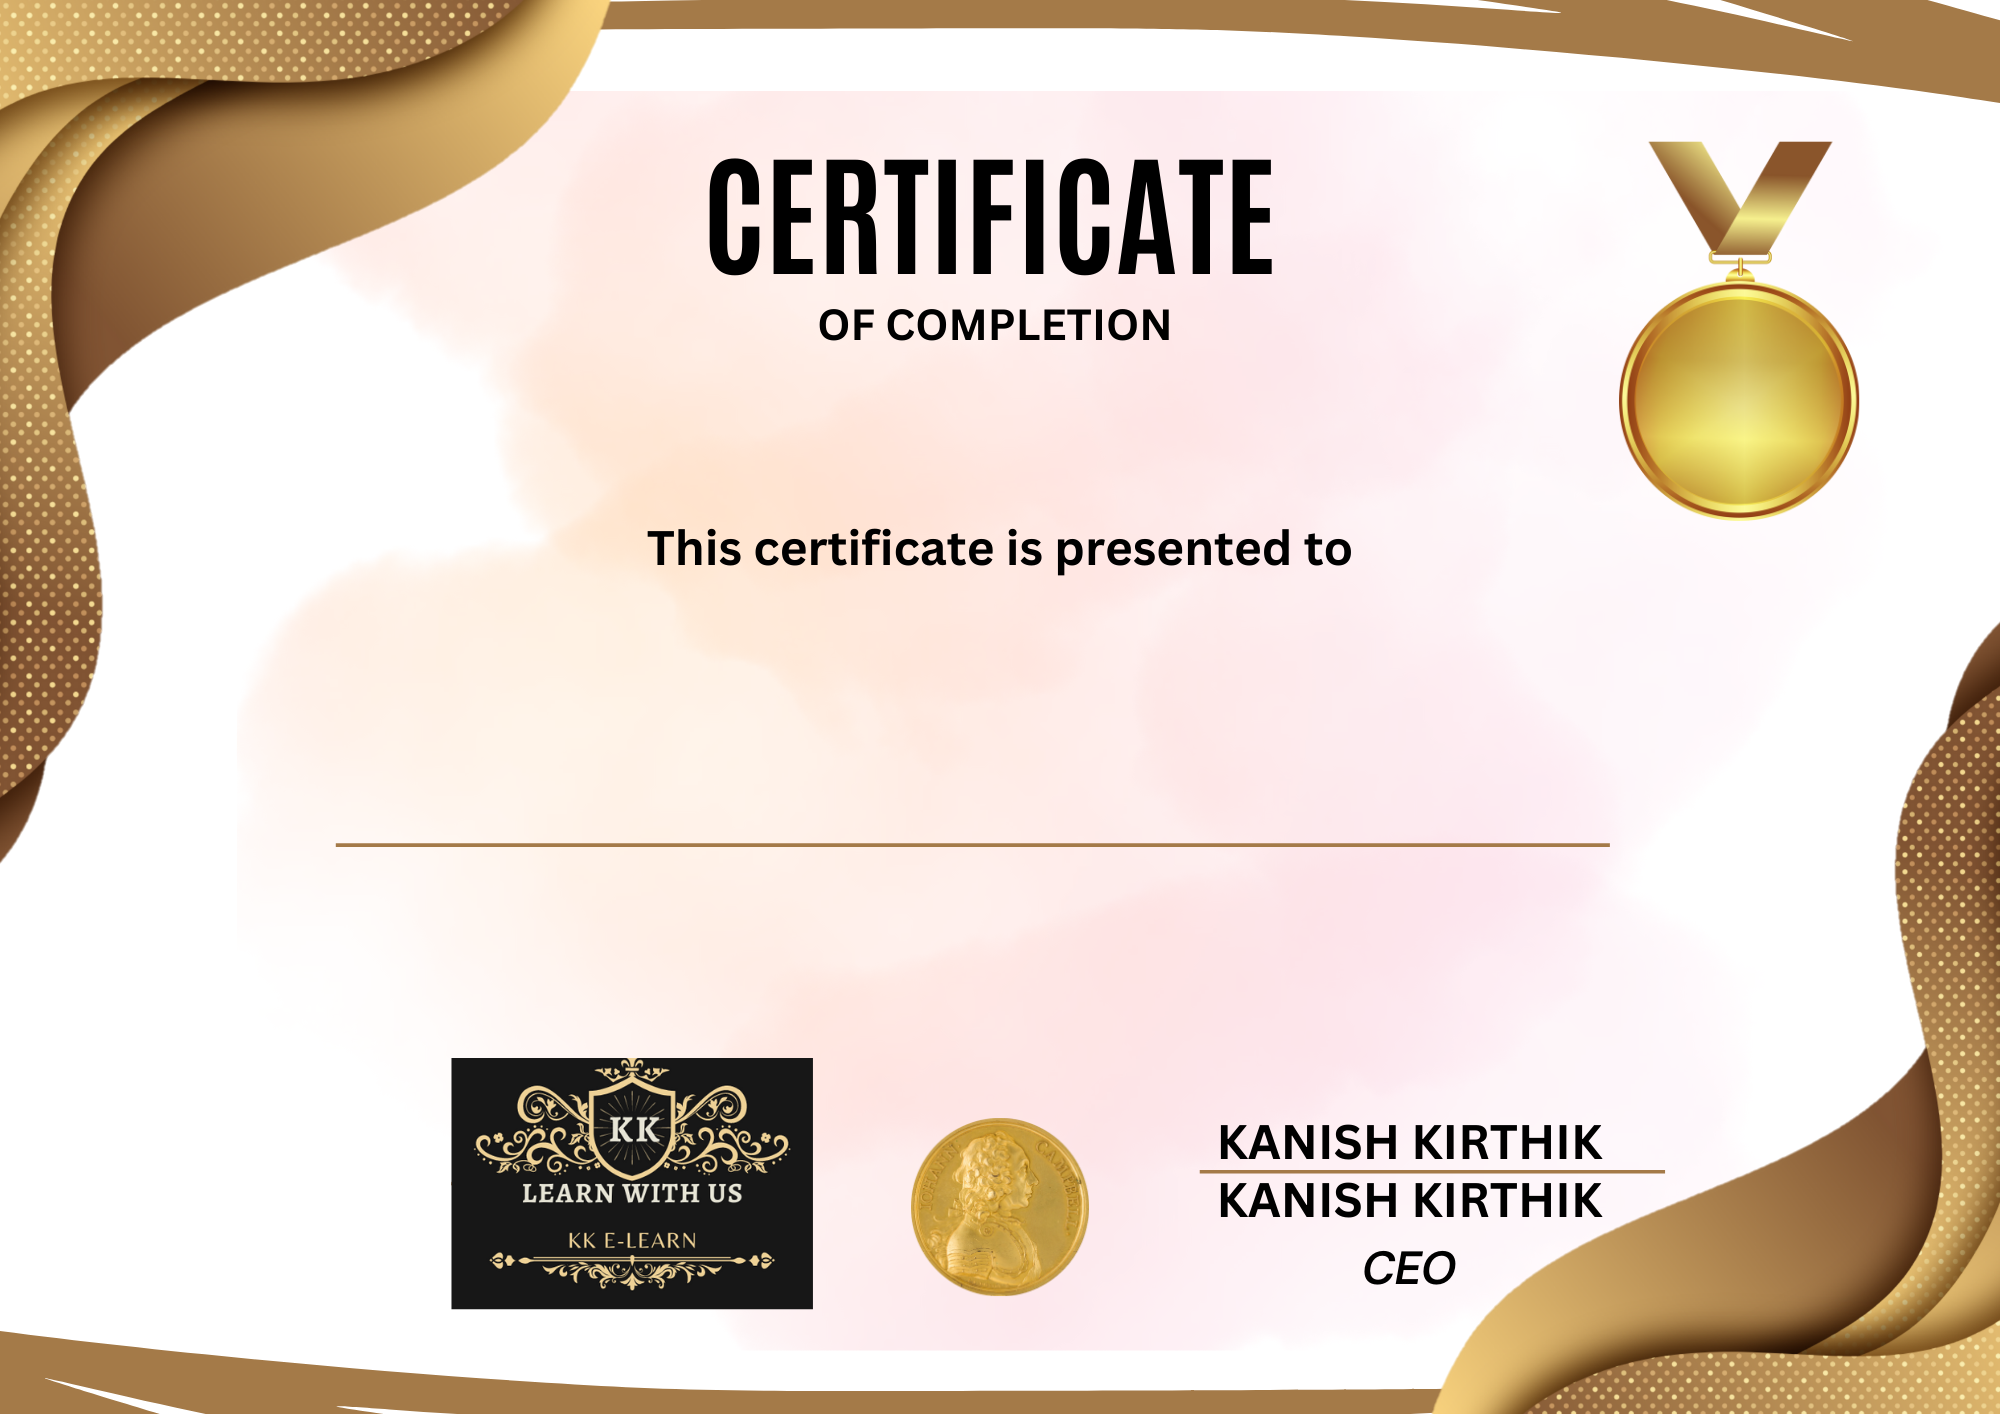 CERTIFICATE
OF COMPLETION
This certificate is presented to
KK
LEARN WITH US
KK E-LEARN
KANISH KIRTHIK
KANISH KIRTHIK
CEO